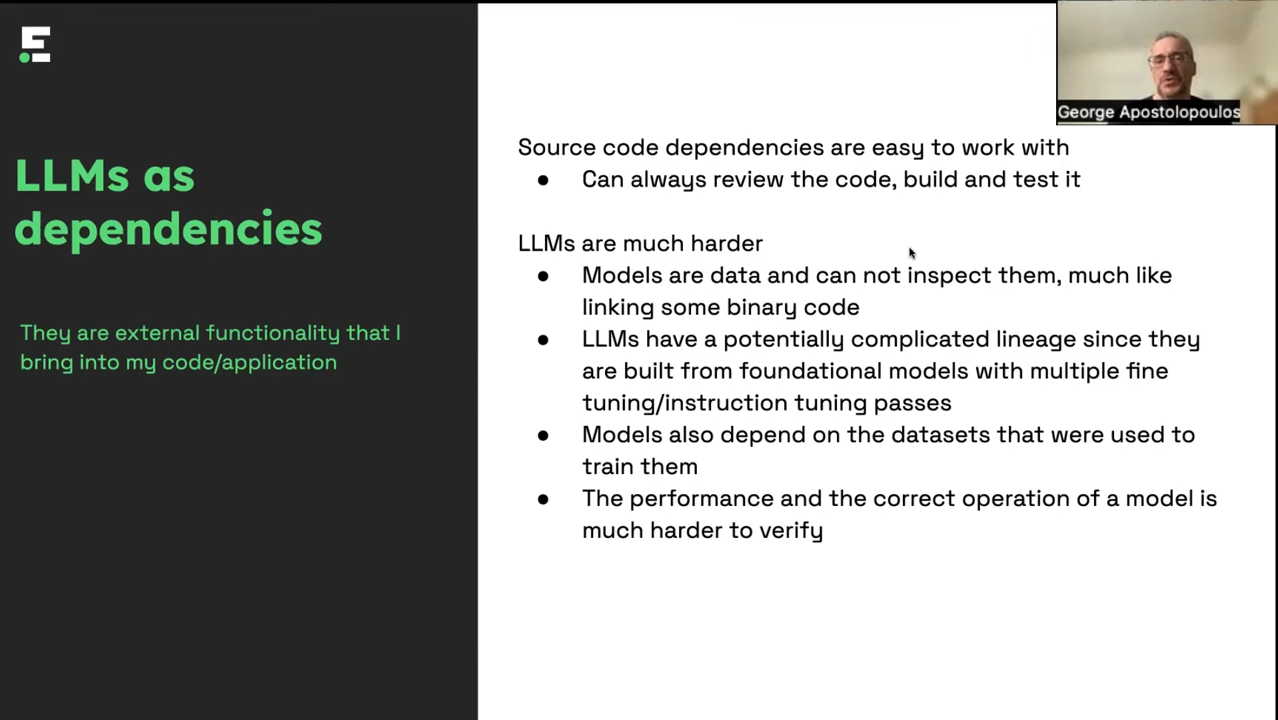 LLMs as
dependencies
They are external functionality that I
bring into my code/application
George Apostolopoulos
Source code dependencies are easy to work with
● Can always review the code, build and test it
LLMs are much harder
● Models are data and can not inspect them, much like
linking some binary code
● LLMs have a potentially complicated lineage since they
are built from foundational models with multiple fine
tuning/instruction tuning passes
● Models also depend on the datasets that were used to
train them
● The performance and the correct operation of a model is
much harder to verify